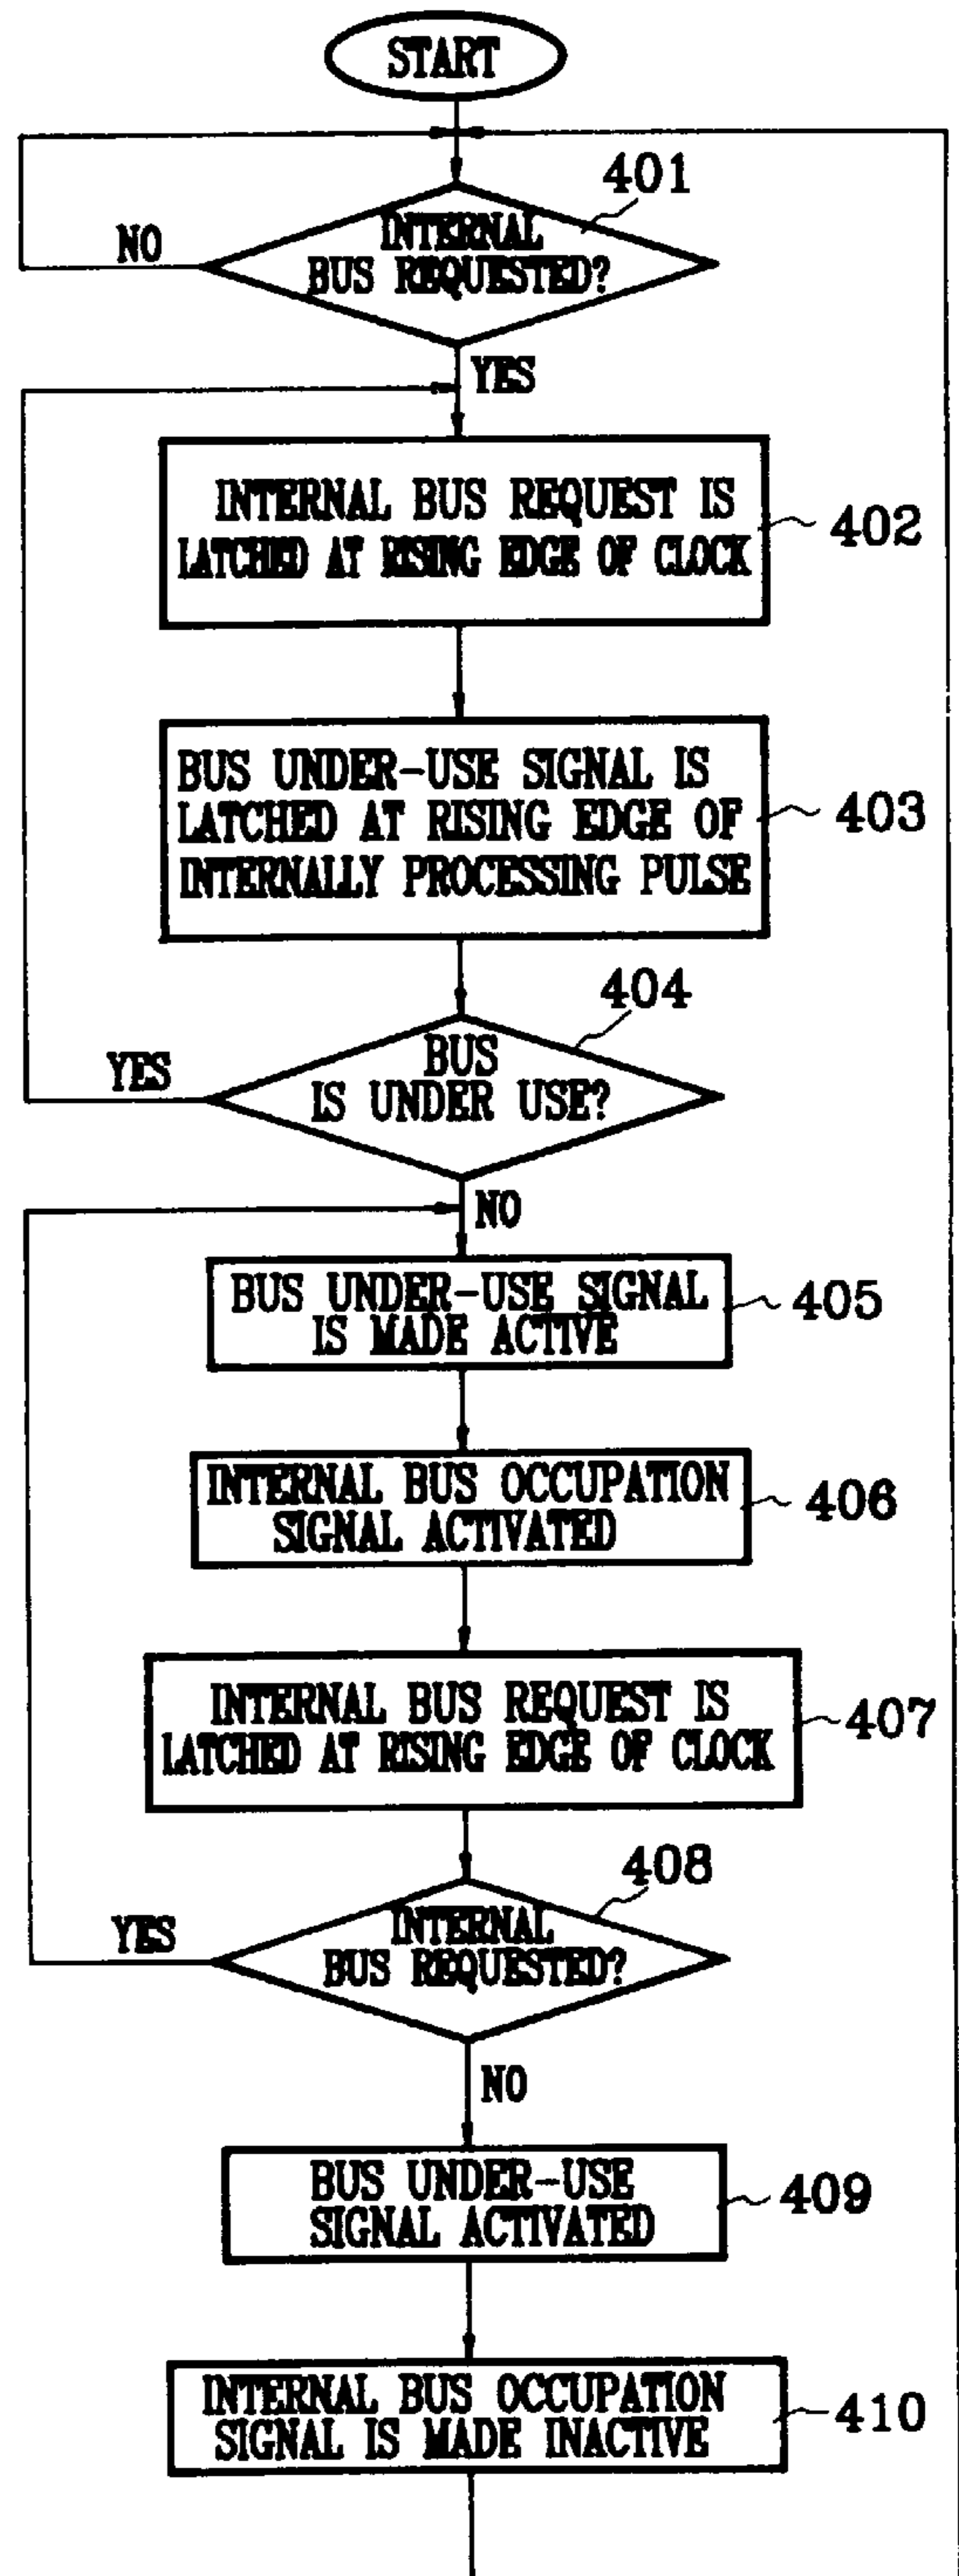 START
401
INTERNAL
BUS REQUESTED?
NO
YES
INTERNAL BUS REQUEST IS
LATCHED AT RISING EDGE OF CLOCK
402
BUS UNDER-USE SIGNAL IS
LATCHED AT RISING EDGE OF
INTERNALLY PROCESSING PULSE
403
404
BUS
IS UNDER USE?
YES
NO
BUS UNDER-USE SIGNAL
IS MADE ACTIVE
405
INTERNAL BUS OCCUPATION
SIGNAL ACTIVATED
406
INTERNAL BUS REQUEST IS
LATCHED AT RISING EDGE OF CLOCK
407
408
INTERNAL
BUS REQUESTED?
YES
NO
BUS UNDER-USE
SIGNAL ACTIVATED
409
INTERNAL BUS OCCUPATION
SIGNAL IS MADE INACTIVE
410